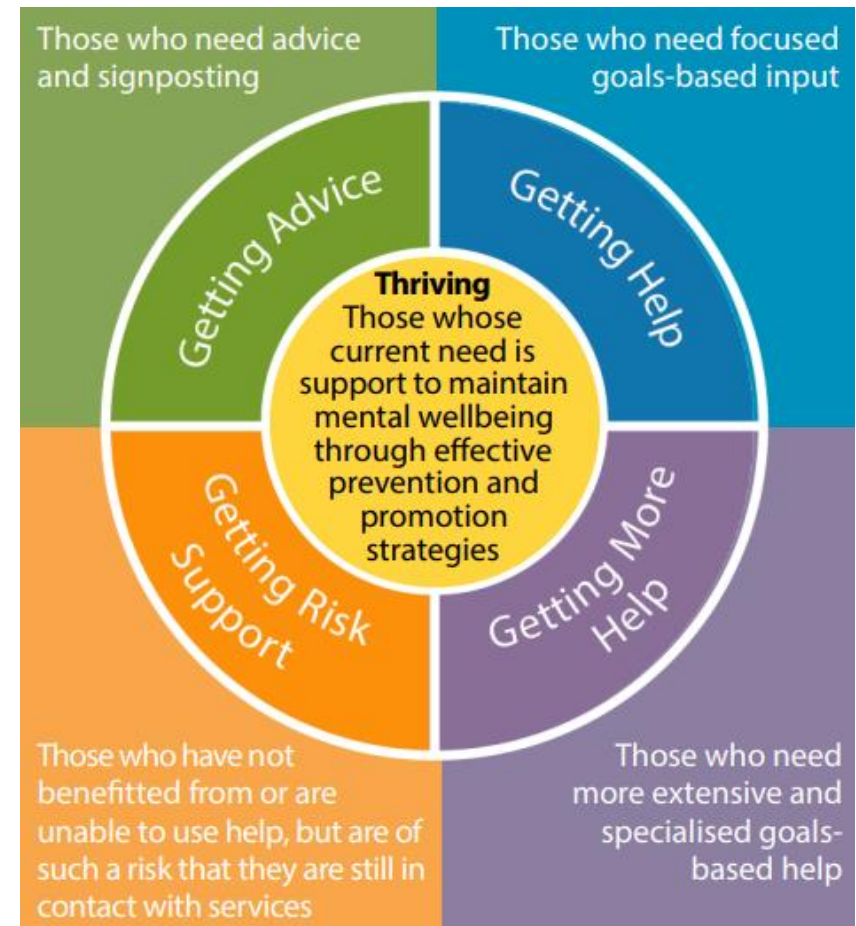 Those who need advice
and signposting
Those who need focused
goals-based input
Getting Advice
Getting Help
Thriving
Those whose
current need is
support to maintain
mental wellbeing
through effective
prevention and
promotion
strategies
Getting Risk
Support
Getting More
Help
Those who have not
benefitted from or are
unable to use help, but are of
such a risk that they are still in
contact with services
Those who need
more extensive and
specialised goals-
based help